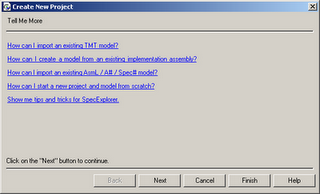 Create New Project
Tell Me More
How can I import an existing TMT model?
How can I create a model from an existing implementation assembly?
How can I import an existing AsmL / A# / Spec# model?
How can I start a new project and model from scratch?
Show me tips and tricks for SpecExplorer.
Click on the "Next" button to continue.
Back
Next
Cancel
Finish
Help